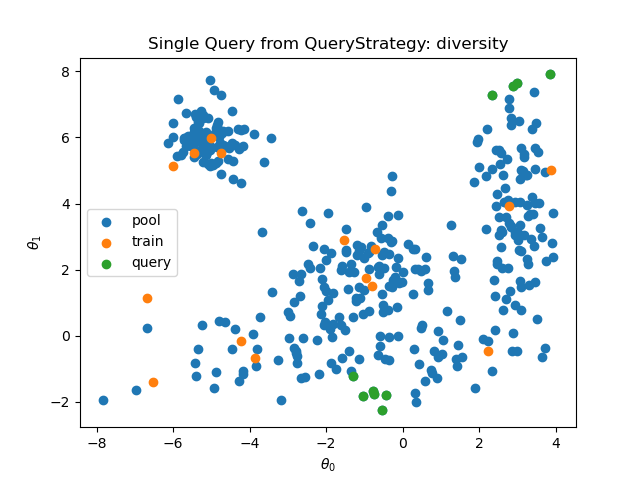 Single Query from QueryStrategy: diversity
8
6
4
2
0
−2
θ₁
pool
train
query
−8 −6 −4 −2 0 2 4
θ₀